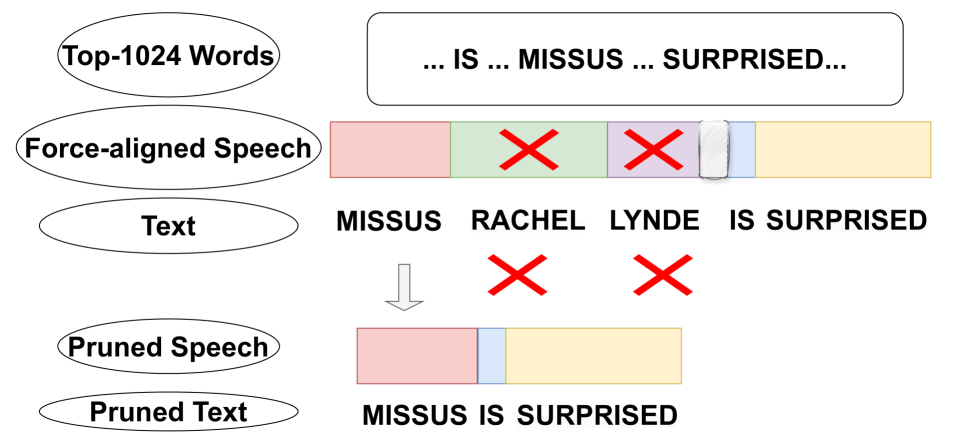 Top-1024 Words
... IS ... MISSUS ... SURPRISED...
Force-aligned Speech
Text
MISSUS RACHEL LYNDE IS SURPRISED
Pruned Speech
Pruned Text
MISSUS IS SURPRISED